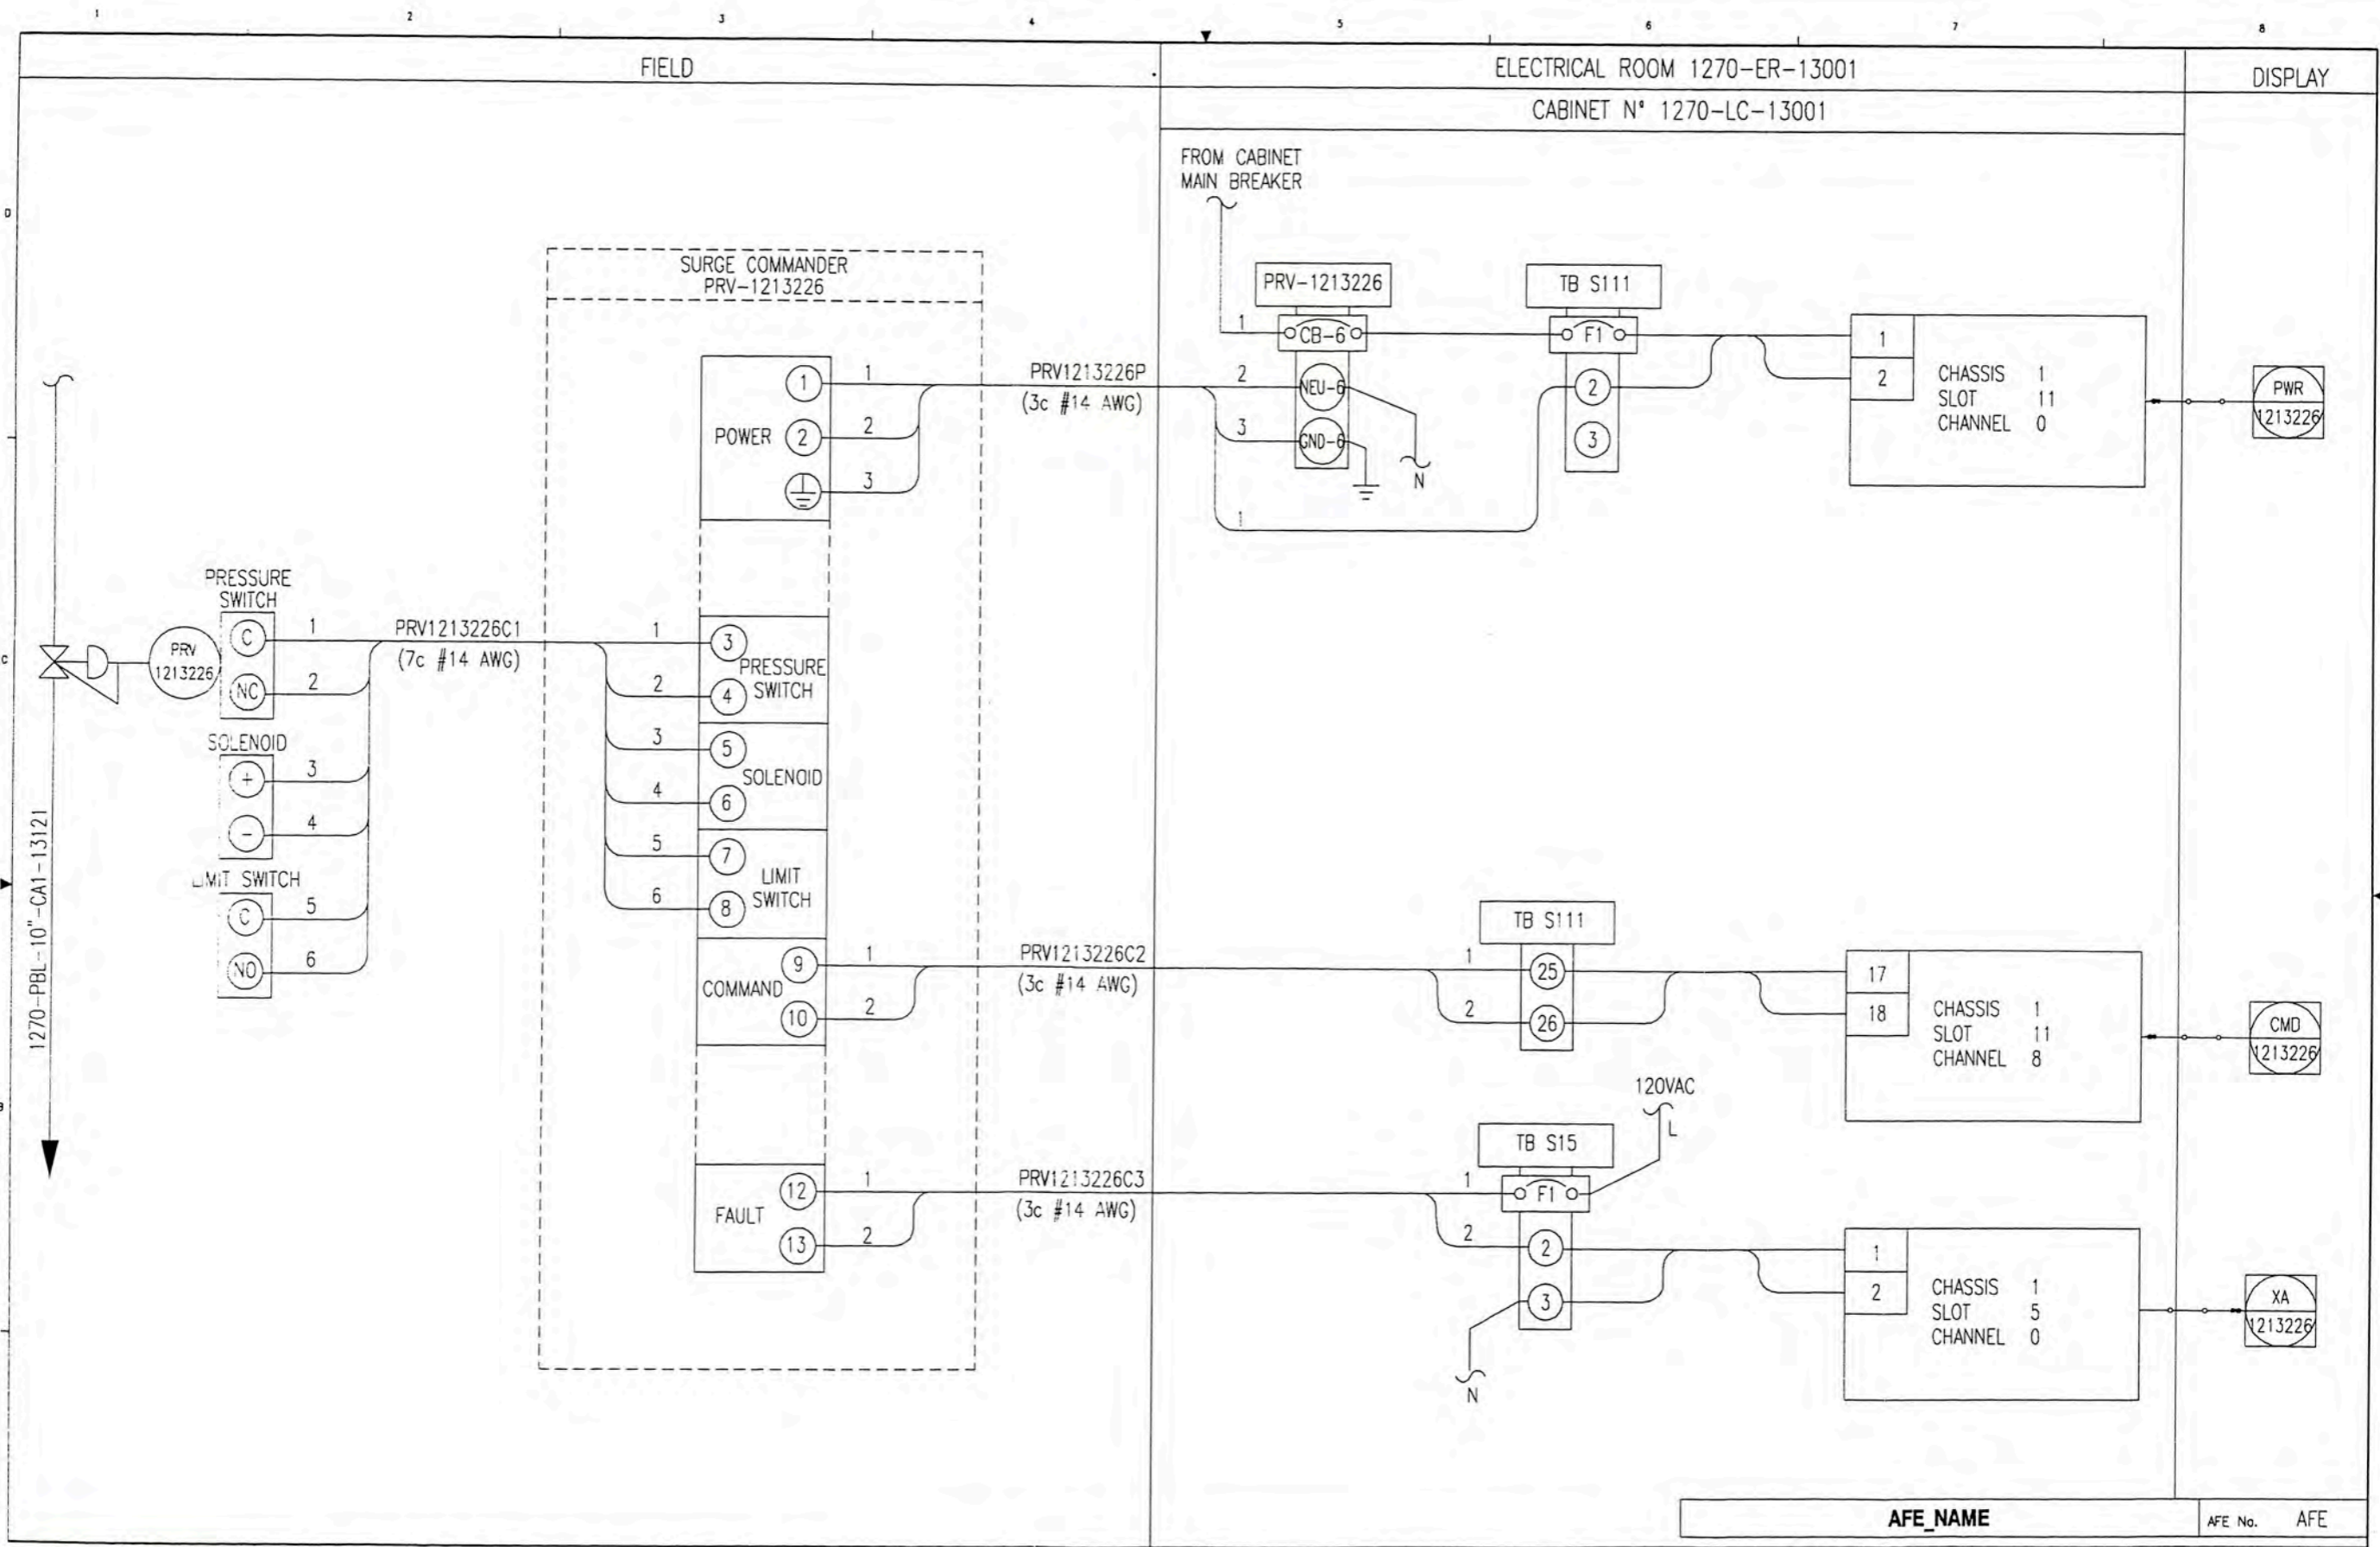 1 2 3 4 5 6 7 8
FIELD
ELECTRICAL ROOM 1270-ER-13001
DISPLAY
CABINET N° 1270-LC-13001
FROM CABINET
MAIN BREAKER
D
SURGE COMMANDER
PRV-1213226
PRV-1213226
TB S111
1
CB-6
F1
1
2
CHASSIS 1
SLOT 11
CHANNEL 0
PWR
1213226
POWER
1
2
1
2
3
PRV1213226P
(3c #14 AWG)
2
3
1
NEU-6
GND-6
N
2
3
PRESSURE
SWITCH
C
NC
1
2
PRV
1213226
C
PRV1213226C1
(7c #14 AWG)
1
2
3
4
5
6
3
4
PRESSURE
SWITCH
5
6
SOLENOID
7
8
LIMIT
SWITCH
SOLENOID
+
-
3
4
LIMIT SWITCH
C
NO
5
6
1270-PBL-10"-CA1-13121
COMMAND
9
10
1
2
PRV1213226C2
(3c #14 AWG)
TB S111
1
2
25
26
17
18
CHASSIS 1
SLOT 11
CHANNEL 8
CMD
1213226
B
120VAC
L
FAULT
12
13
1
2
PRV1213226C3
(3c #14 AWG)
TB S15
1
2
F1
2
3
N
1
2
CHASSIS 1
SLOT 5
CHANNEL 0
XA
1213226
AFE_NAME
AFE No. AFE